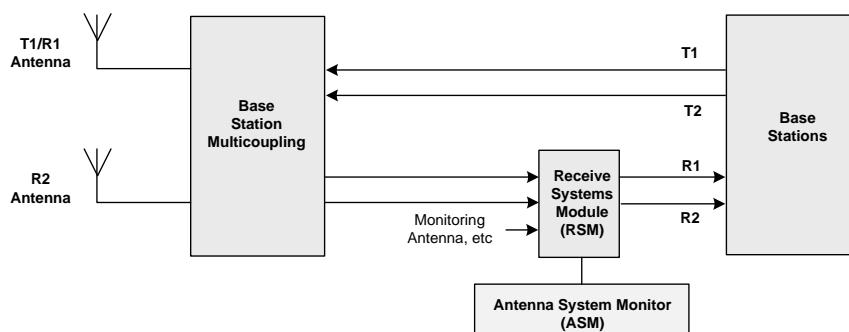 T1/R1
Antenna
R2
Antenna
Base
Station
Multicoupling
T1
T2
Monitoring
Antenna, etc
Receive
Systems
Module
(RSM)
R1
R2
Base
Stations
Antenna System Monitor
(ASM)